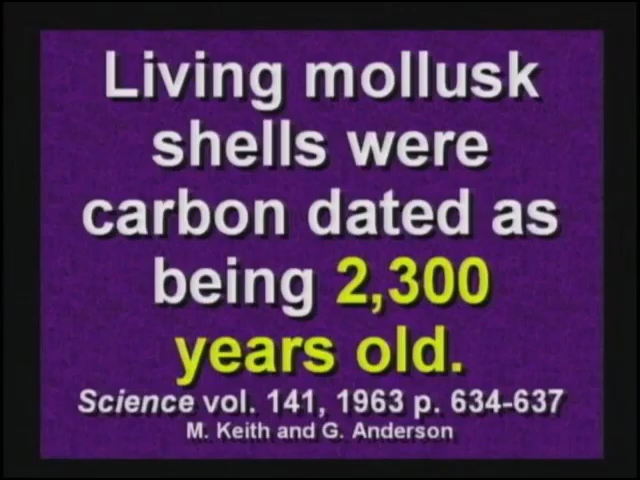 Living mollusk
shells were
carbon dated as
being 2,300
years old.
Science vol. 141, 1963 p. 634-637
M. Keith and G. Anderson